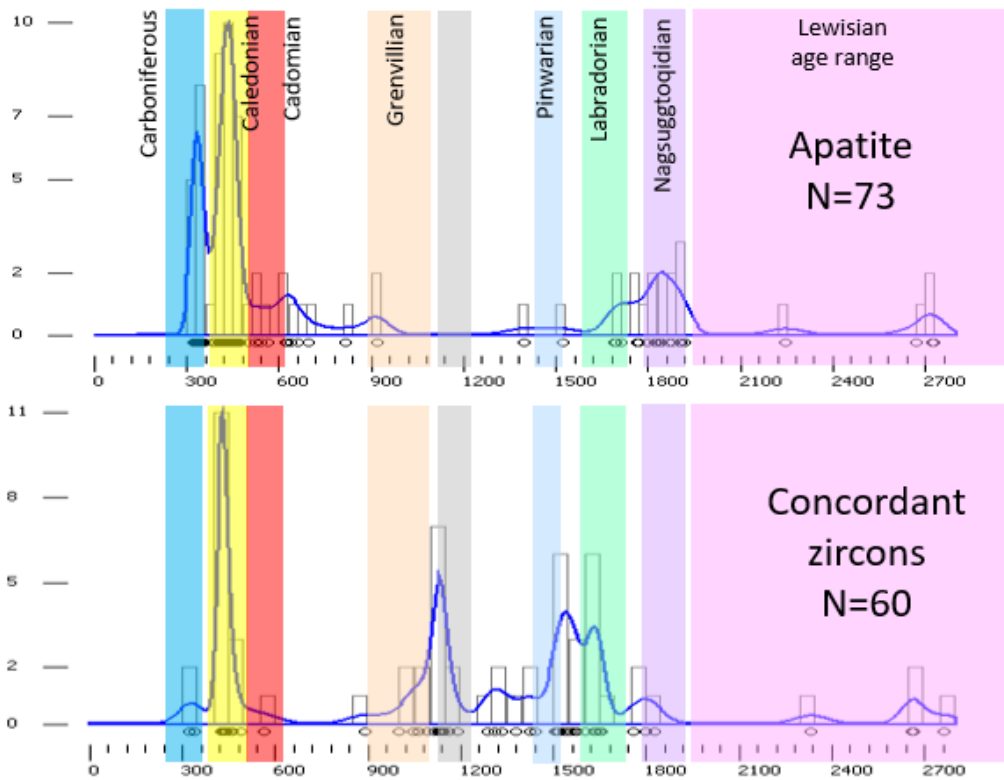 10
7
5
2
0
Carboniferous
Caledonian
Cadomian
Grenvillian
Pinwarian
Labradorian
Nagsuggtoqidian
Lewisian
age range
Apatite
N=73
0 300 600 900 1200 1500 1800 2100 2400 2700
11
8
5
2
0
Concordant
zircons
N=60
0 300 600 900 1200 1500 1800 2100 2400 2700